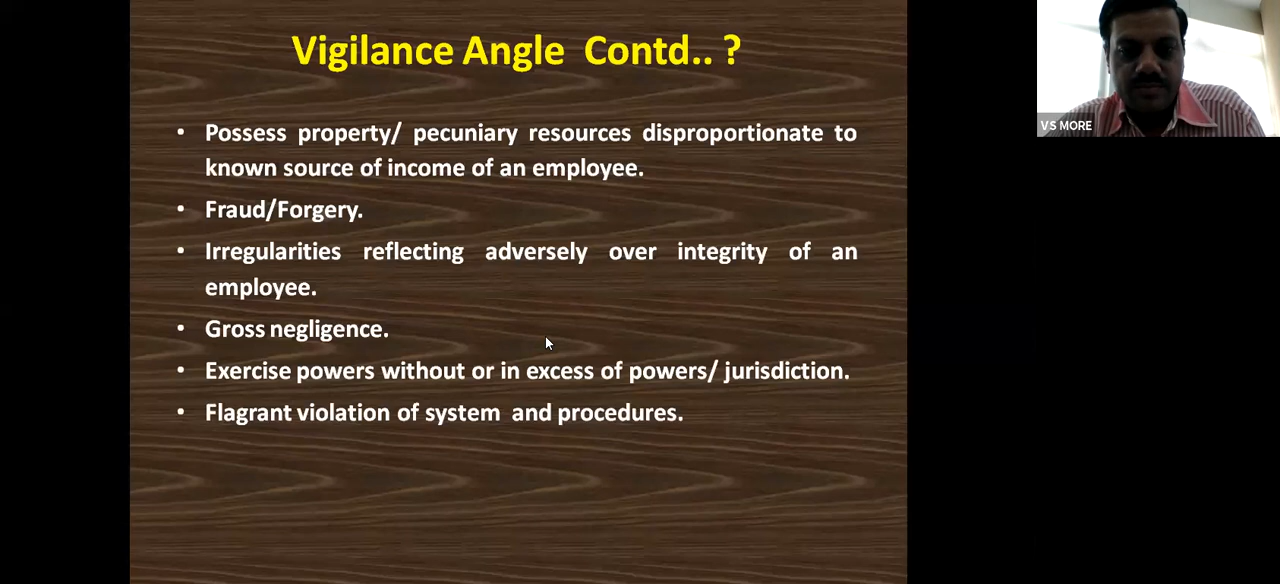 Vigilance Angle Contd.. ?
• Possess property/ pecuniary resources disproportionate to
known source of income of an employee.
• Fraud/Forgery.
• Irregularities reflecting adversely over integrity of an
employee.
• Gross negligence.
• Exercise powers without or in excess of powers/ jurisdiction.
• Flagrant violation of system and procedures.
V S MORE